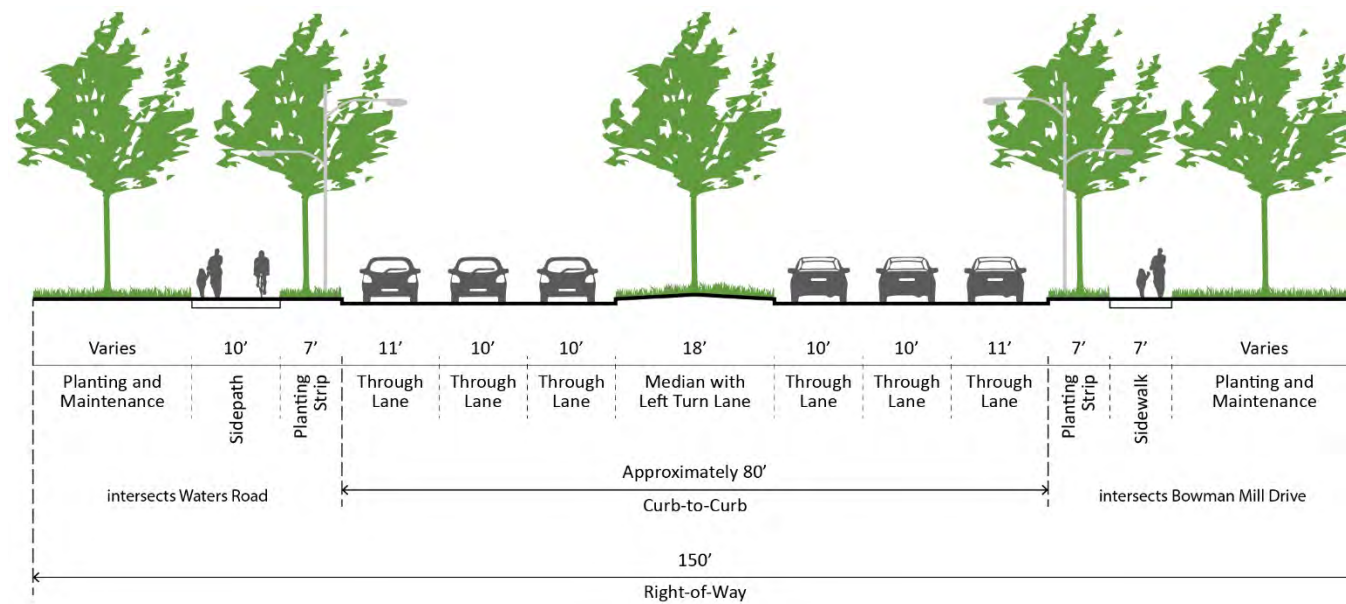 Varies 10’ 7’ 11’ 10’ 10’ 18’ 10’ 10’ 11’ 7’ 7’ Varies
Planting and
Maintenance
Sidepath
Planting
Strip
Through
Lane
Through
Lane
Through
Lane
Median with
Left Turn Lane
Through
Lane
Through
Lane
Through
Lane
Planting
Strip
Sidewalk
Planting and
Maintenance
intersects Waters Road
Approximately 80’
Curb-to-Curb
intersects Bowman Mill Drive
150’
Right-of-Way